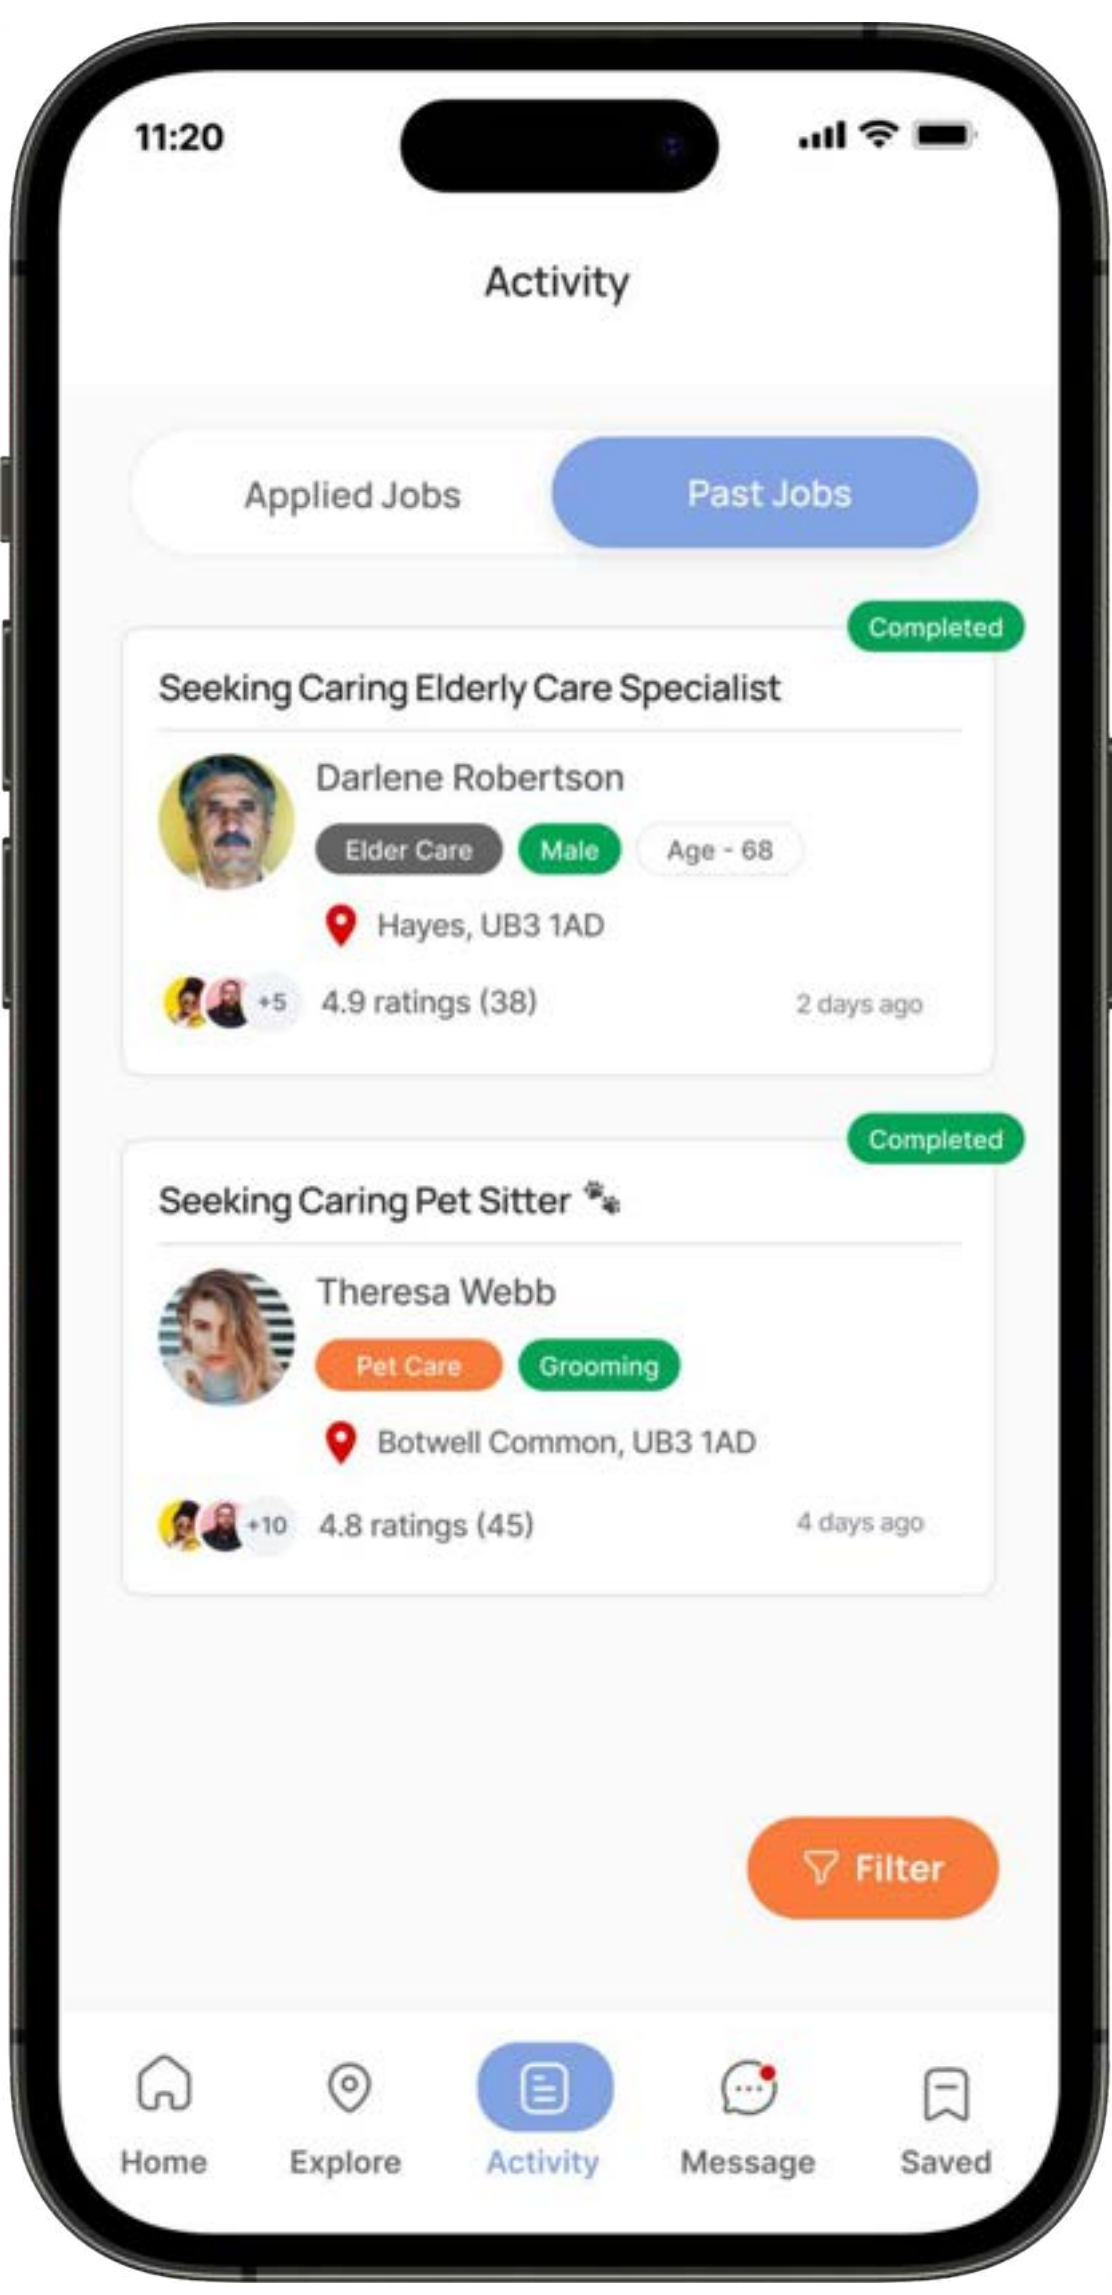 11:20
Activity
Applied Jobs Past Jobs
Completed
Seeking Caring Elderly Care Specialist
Darlene Robertson
Elder Care Male Age - 68
Hayes, UB3 1AD
+5 4.9 ratings (38) 2 days ago
Completed
Seeking Caring Pet Sitter 🐾
Theresa Webb
Pet Care Grooming
Botwell Common, UB3 1AD
+10 4.8 ratings (45) 4 days ago
Filter
Home Explore Activity Message Saved